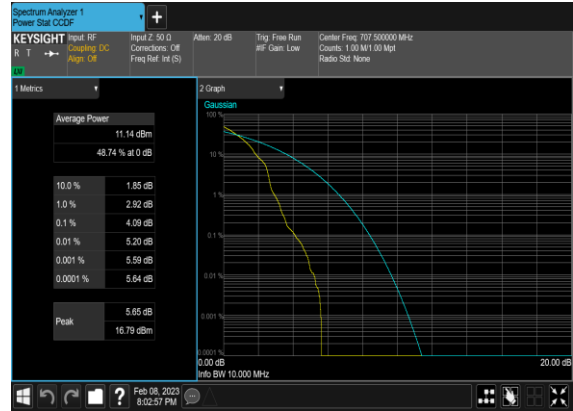 Spectrum Analyzer 1
Power Stat CCDF
KEYSIGHT
R T
LM
Input: RF
Coupling: DC
Align: Off
Input Z: 50 Ω
Corrections: Off
Freq Ref: Int (S)
Atten: 20 dB
Trig: Free Run
#IF Gain: Low
Center Freq: 707.500000 MHz
Counts: 1.00 M/1.00 Mpt
Radio Std: None
1 Metrics
Average Power
11.14 dBm
48.74 % at 0 dB
10.0 % 1.85 dB
1.0 % 2.92 dB
0.1 % 4.09 dB
0.01 % 5.20 dB
0.001 % 5.59 dB
0.0001 % 5.64 dB
Peak
5.65 dB
16.79 dBm
2 Graph
Gaussian
100 %
10 %
1 %
0.1 %
0.01 %
0.001 %
0.0001 %
0.00 dB 20.00 dB
Info BW 10.000 MHz
? Feb 08, 2023
8:02:57 PM